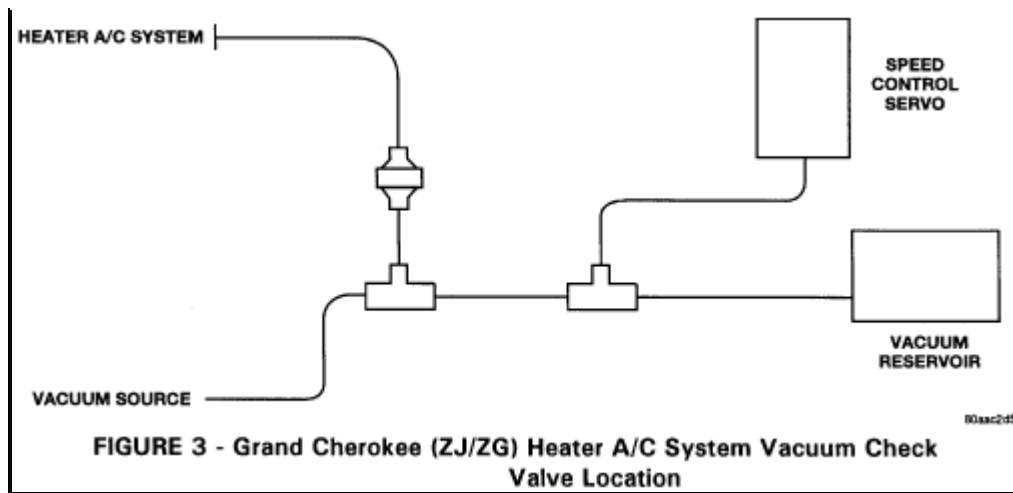 HEATER A/C SYSTEM
SPEED
CONTROL
SERVO
VACUUM
RESERVOIR
VACUUM SOURCE
80aac2d5
FIGURE 3 - Grand Cherokee (ZJ/ZG) Heater A/C System Vacuum Check
Valve Location